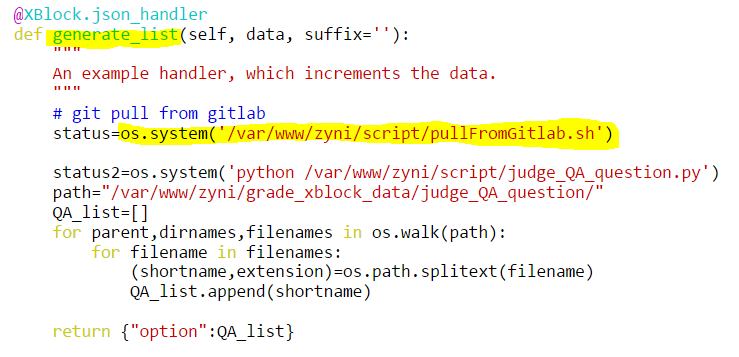 @XBlock.json_handler
def generate_list(self, data, suffix=''):
    """
    An example handler, which increments the data.
    """
    # git pull from gitlab
    status=os.system('/var/www/zyni/script/pullFromGitlab.sh')
    status2=os.system('python /var/www/zyni/script/judge_QA_question.py')
    path="/var/www/zyni/grade_xblock_data/judge_QA_question/"
    QA_list=[]
    for parent,dirnames,filenames in os.walk(path):
        for filename in filenames:
            (shortname,extension)=os.path.splitext(filename)
            QA_list.append(shortname)
    return {"option":QA_list}